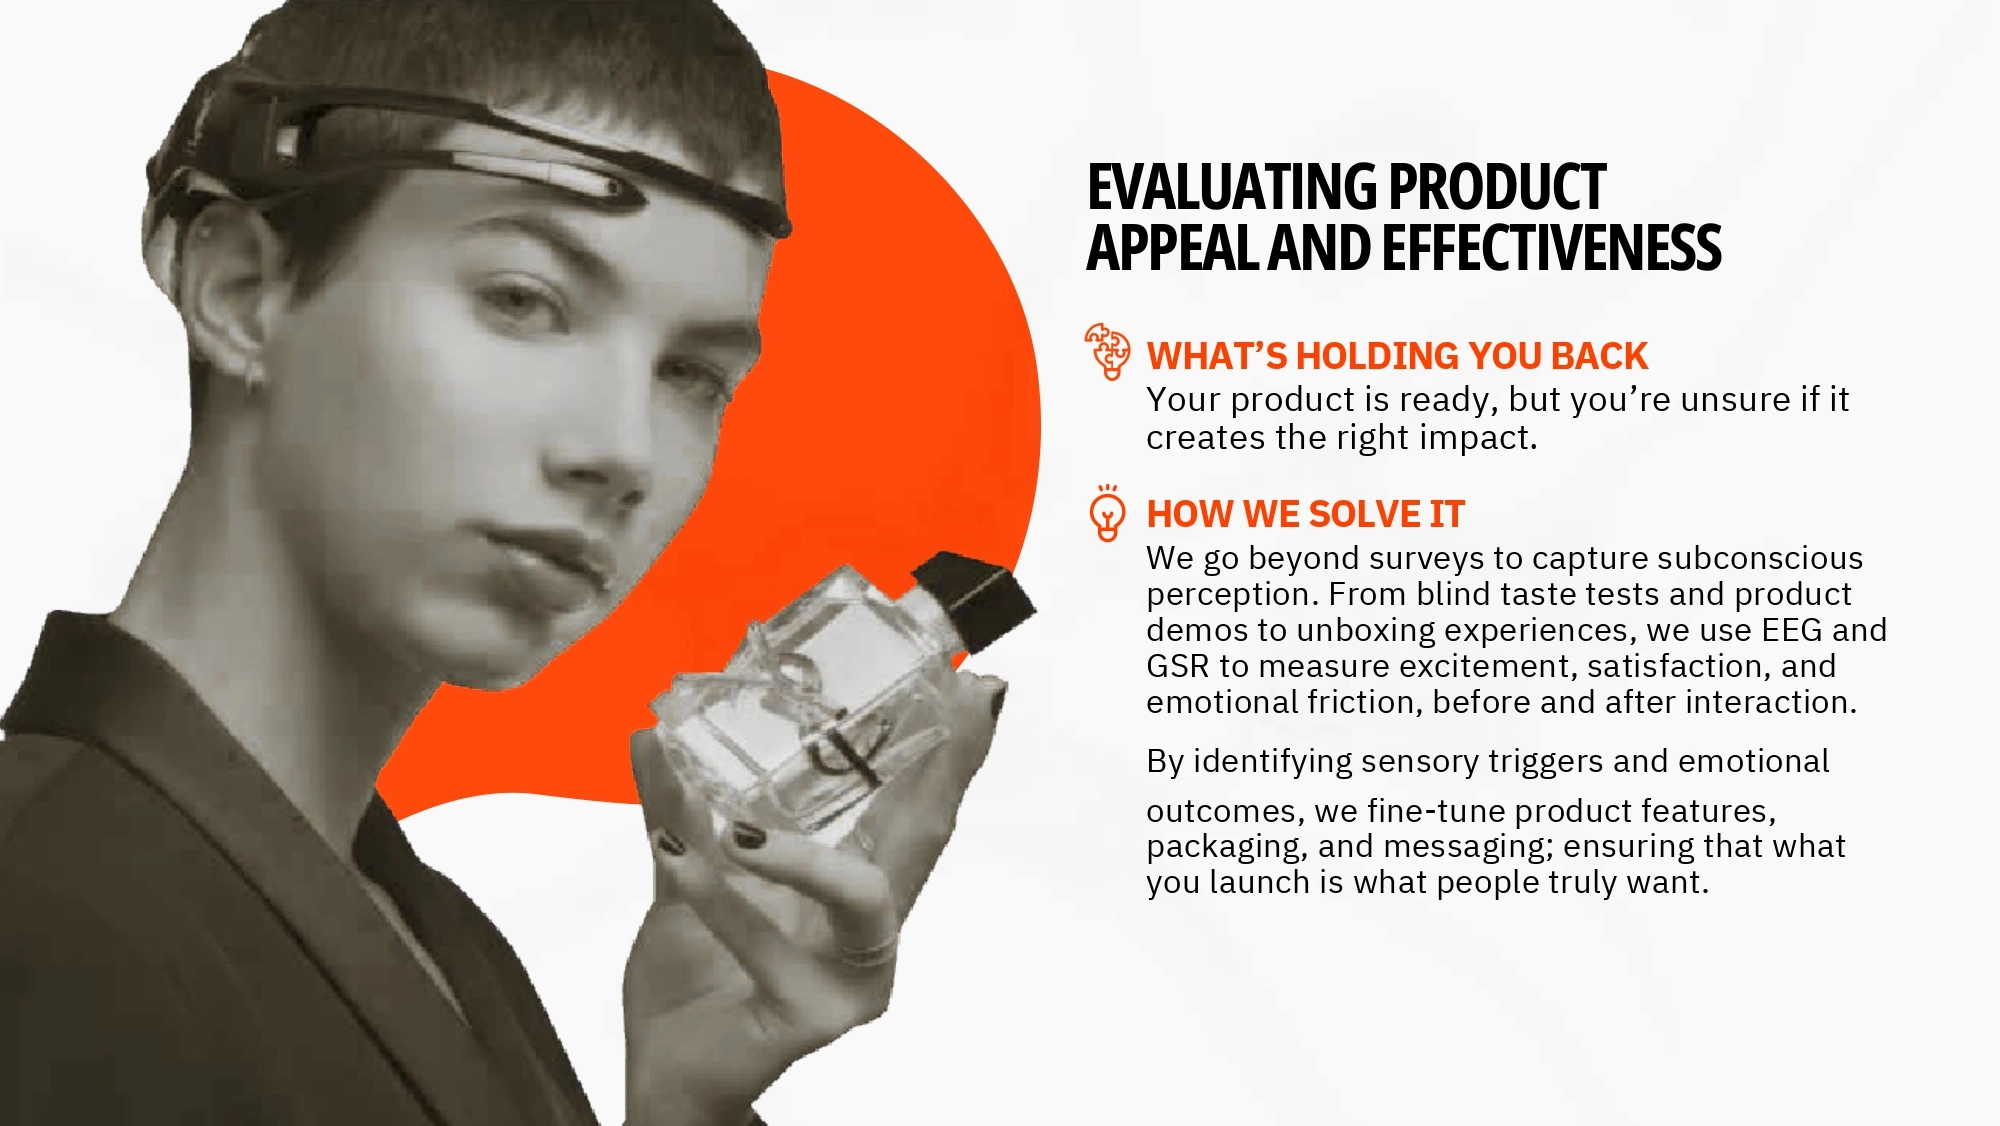 EVALUATING PRODUCT
APPEAL AND EFFECTIVENESS
WHAT’S HOLDING YOU BACK
Your product is ready, but you’re unsure if it
creates the right impact.
HOW WE SOLVE IT
We go beyond surveys to capture subconscious
perception. From blind taste tests and product
demos to unboxing experiences, we use EEG and
GSR to measure excitement, satisfaction, and
emotional friction, before and after interaction.
By identifying sensory triggers and emotional
outcomes, we fine-tune product features,
packaging, and messaging; ensuring that what
you launch is what people truly want.